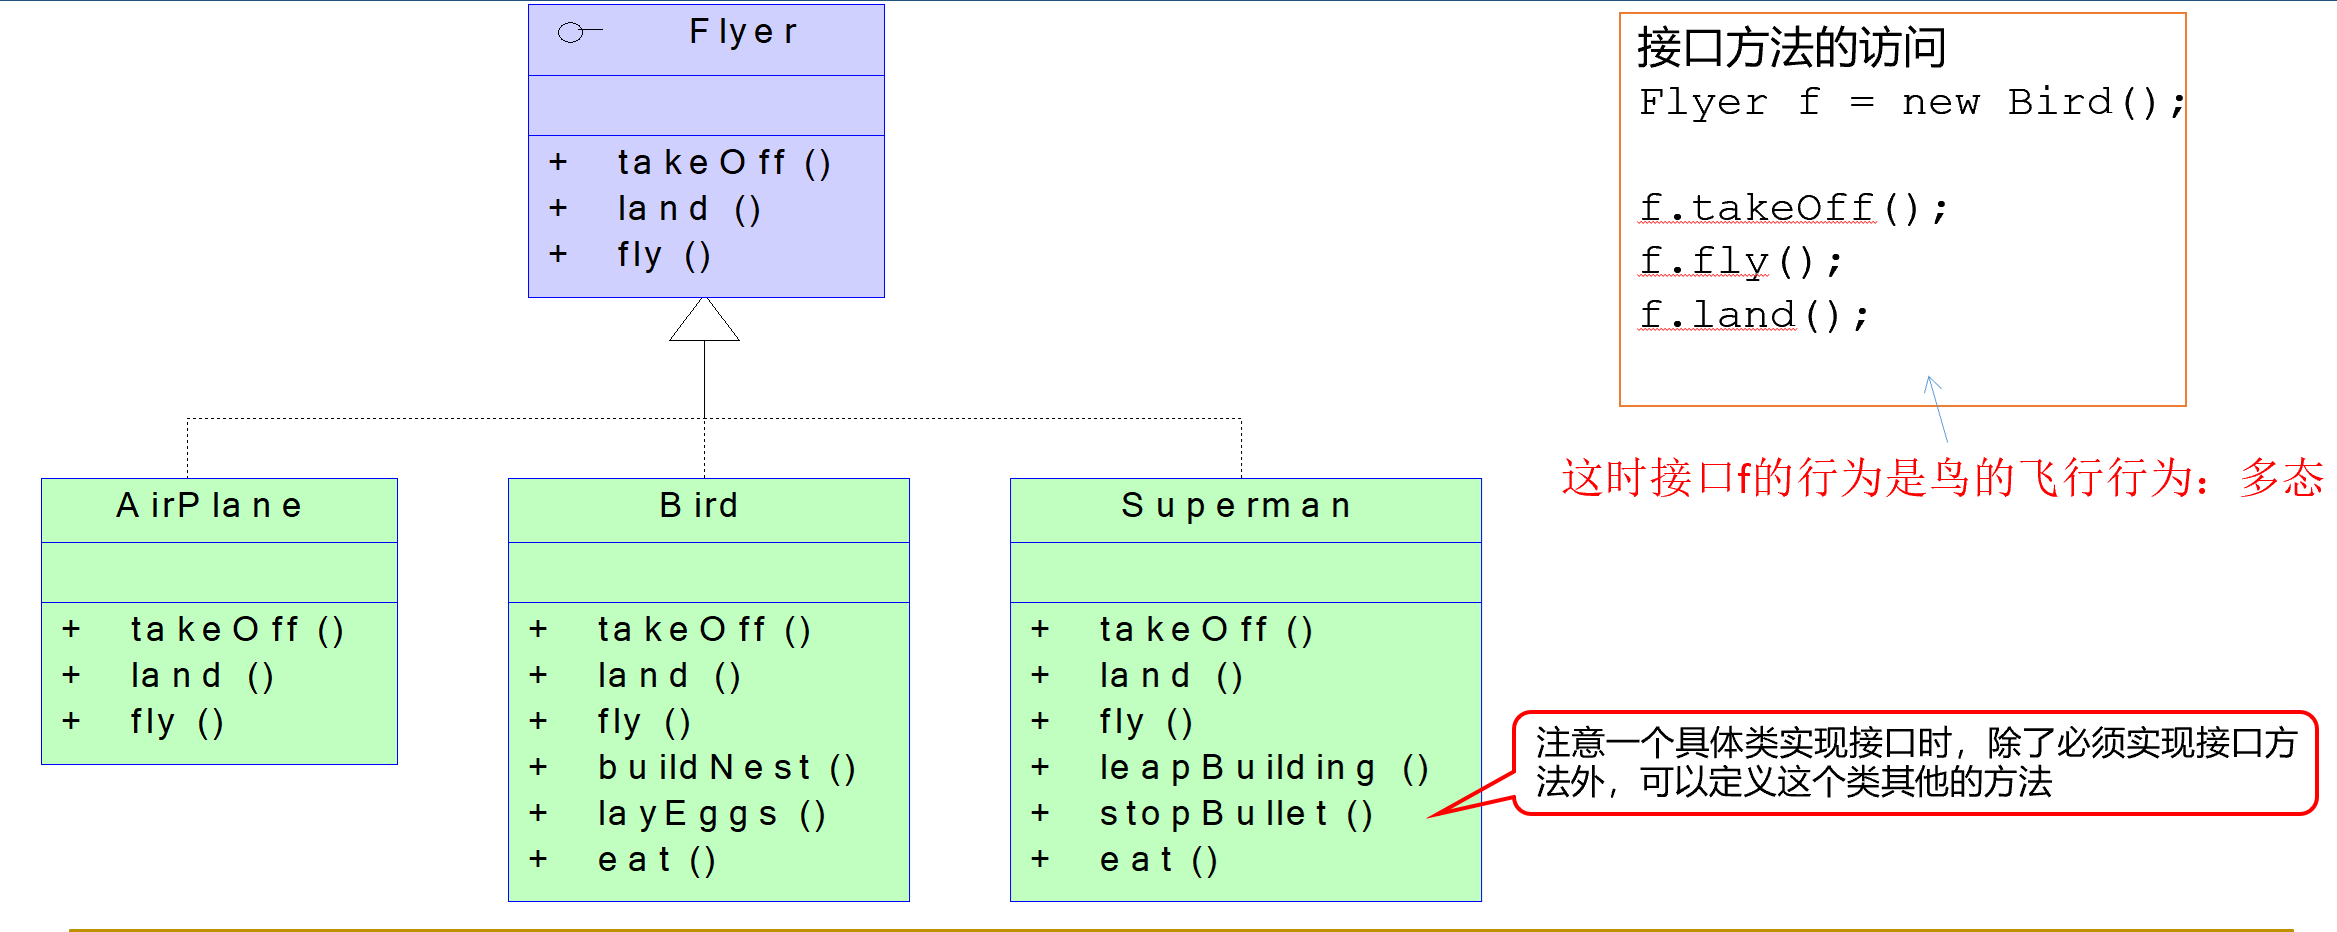 Flyer
+ takeOff ()
+ land ()
+ fly ()
接口方法的访问
Flyer f = new Bird();
f.takeOff();
f.fly();
f.land();
这时接口f的行为是鸟的飞行行为：多态
AirPlane
+ takeOff ()
+ land ()
+ fly ()
Bird
+ takeOff ()
+ land ()
+ fly ()
+ buildNest ()
+ layEggs ()
+ eat ()
Superman
+ takeOff ()
+ land ()
+ fly ()
+ leapBuilding ()
+ stopBullet ()
+ eat ()
注意一个具体类实现接口时，除了必须实现接口方
法外，可以定义这个类其他的方法